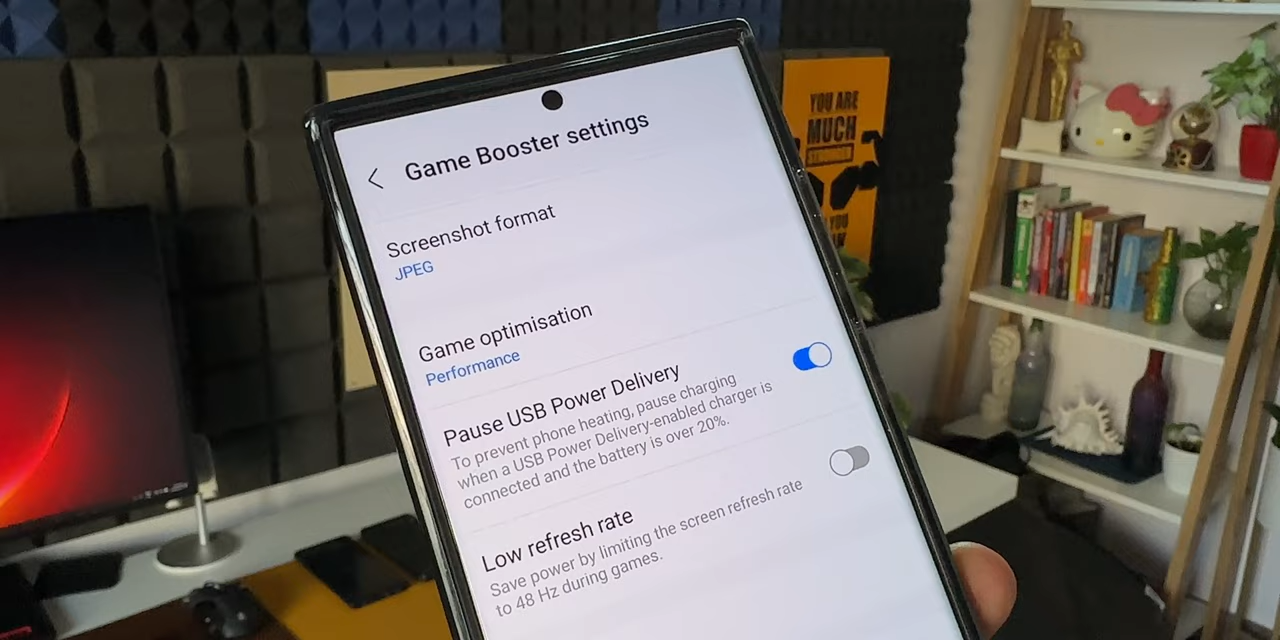 Game Booster settings
Screenshot format
JPEG
Game optimisation
Performance
Pause USB Power Delivery
To prevent phone heating, pause charging
when a USB Power Delivery-enabled charger is
connected and the battery is over 20%.
Low refresh rate
Save power by limiting the screen refresh rate
to 48 Hz during games.
YOU ARE
MUCH
YOU